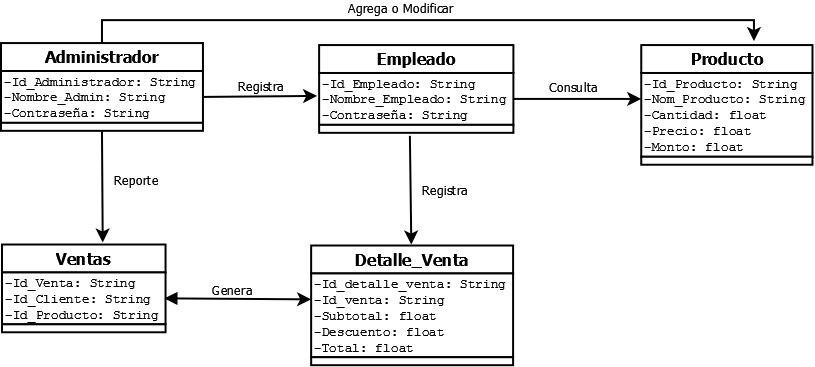 Agrega o Modificar
Administrador
-Id_Administrador: String
-Nombre_Admin: String
-Contraseña: String
Registra
Empleado
-Id_Empleado: String
-Nombre_Empleado: String
-Contraseña: String
Consulta
Producto
-Id_Producto: String
-Nom_Producto: String
-Cantidad: float
-Precio: float
-Monto: float
Reporte
Registra
Ventas
-Id_Venta: String
-Id_Cliente: String
-Id_Producto: String
Genera
Detalle_Venta
-Id_detalle_venta: String
-Id_venta: String
-Subtotal: float
-Descuento: float
-Total: float